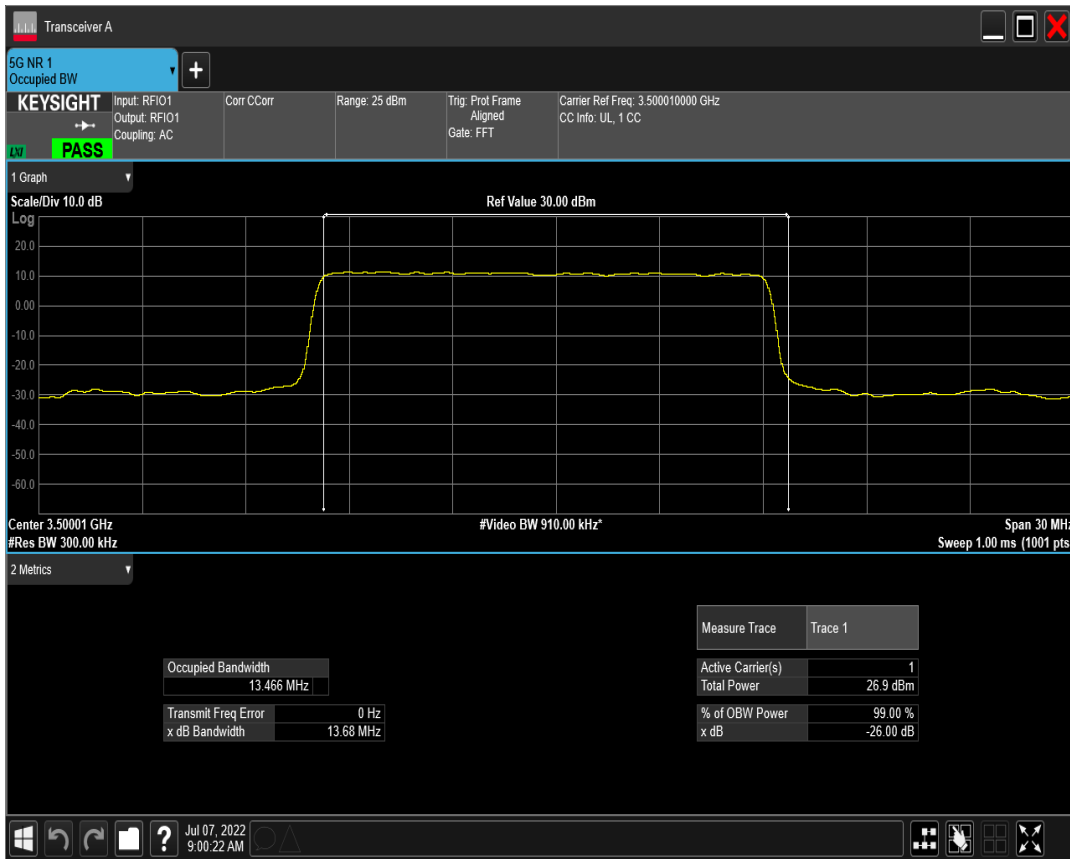 Transceiver A
5G NR 1
Occupied BW
+
KEYSIGHT
LXI
PASS
Input: RFIO1
Output: RFIO1
Coupling: AC
Corr CCorr
Range: 25 dBm
Trig: Prot Frame
Aligned
Gate: FFT
Carrier Ref Freq: 3.500010000 GHz
CC Info: UL, 1 CC
1 Graph
Scale/Div 10.0 dB
Ref Value 30.00 dBm
Log
20.0
10.0
0.00
-10.0
-20.0
-30.0
-40.0
-50.0
-60.0
Center 3.50001 GHz
#Video BW 910.00 kHz*
Span 30 MHz
#Res BW 300.00 kHz
Sweep 1.00 ms (1001 pts
2 Metrics
Measure Trace Trace 1
Occupied Bandwidth
13.466 MHz
Active Carrier(s) 1
Total Power 26.9 dBm
Transmit Freq Error 0 Hz
x dB Bandwidth 13.68 MHz
% of OBW Power 99.00 %
x dB -26.00 dB
?
Jul 07, 2022
9:00:22 AM